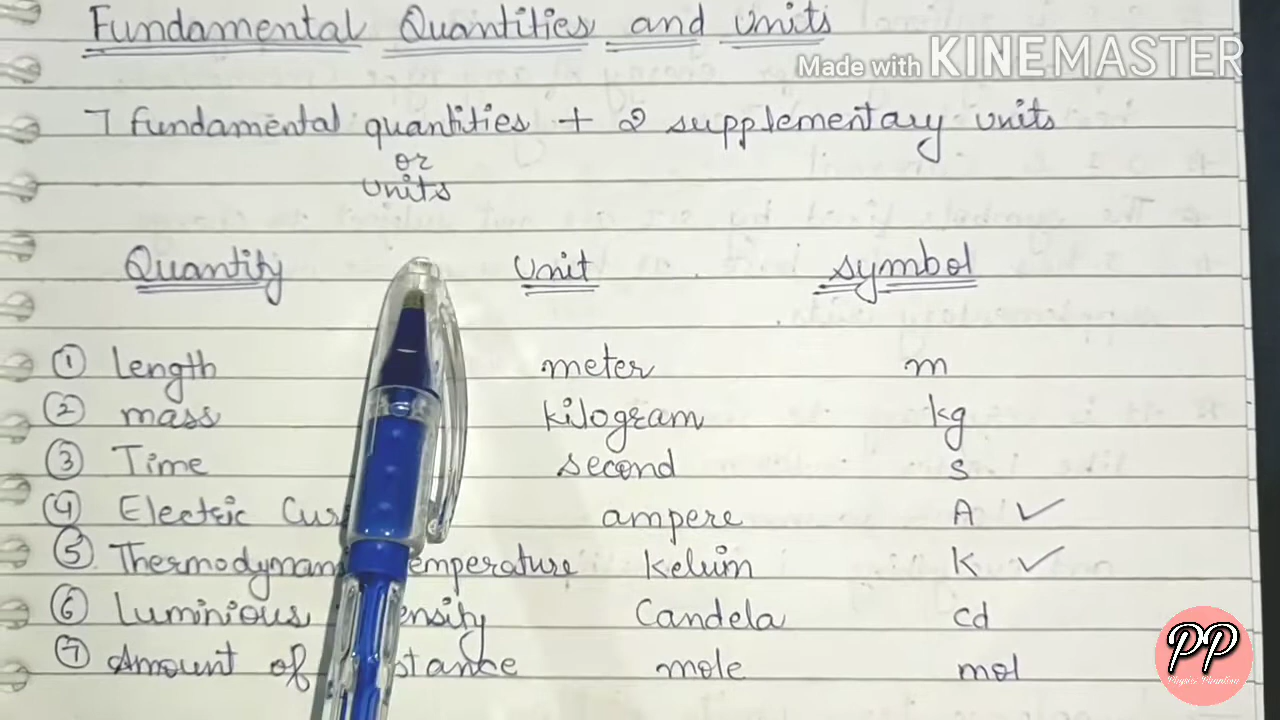 Fundamental Quantities and Units
Made with KINEMASTER
7 fundamental quantities + 2 supplementary units
or
units
Quantity Unit Symbol
① Length meter m
② mass kilogram kg
③ Time second s
④ Electric Cur ampere A ✓
⑤ Thermodynam emperature Kelvin K ✓
⑥ Luminious ensity Candela cd
⑦ Amount of stance mole mol
PP
Physics Phantom